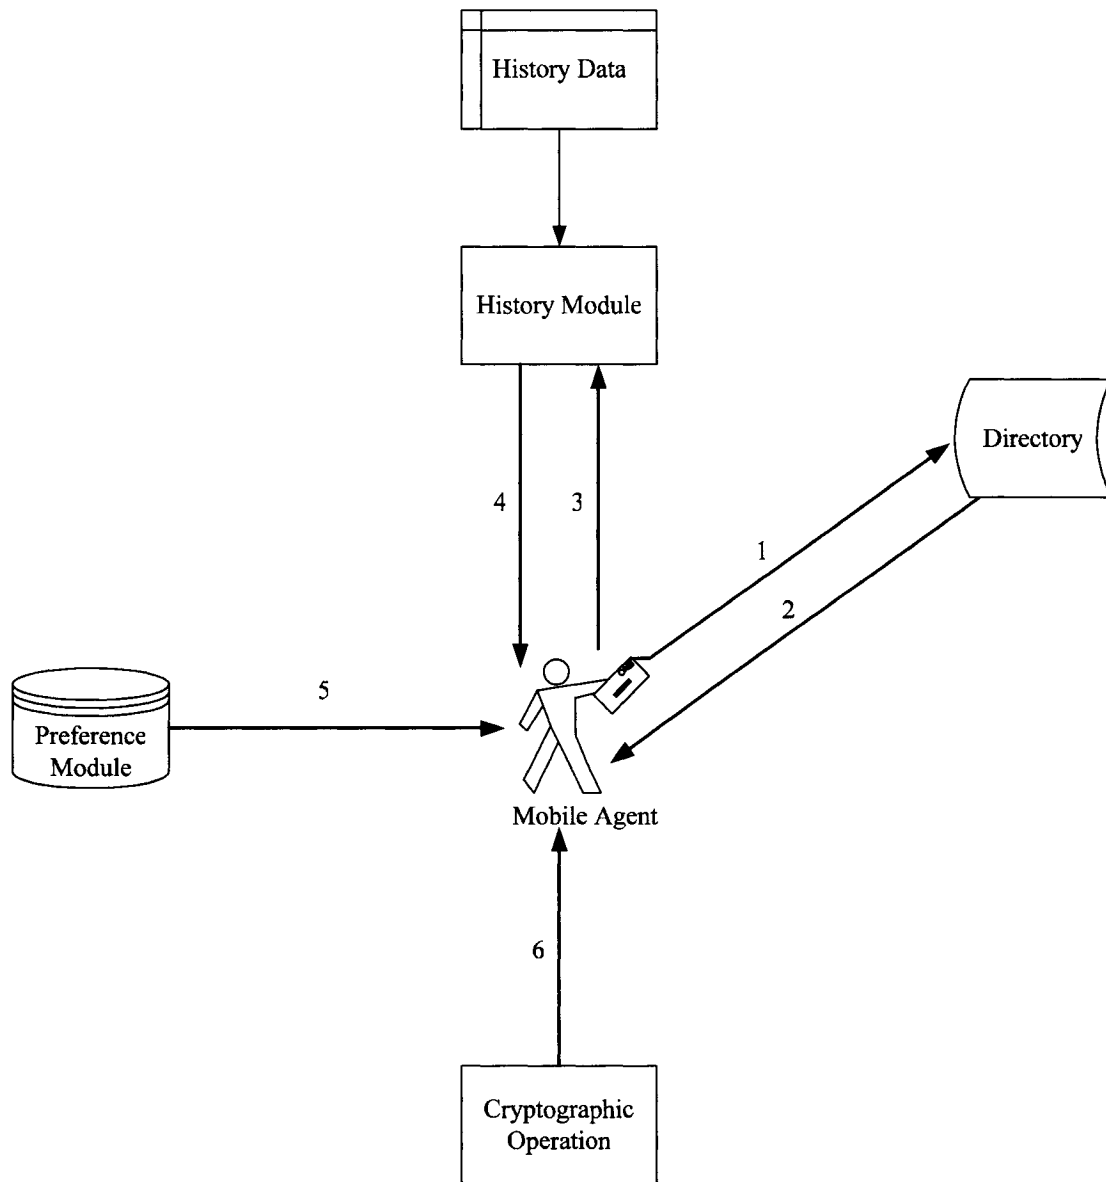 History Data
History Module
Directory
4
3
1
2
5
Preference
Module
Mobile Agent
6
Cryptographic
Operation